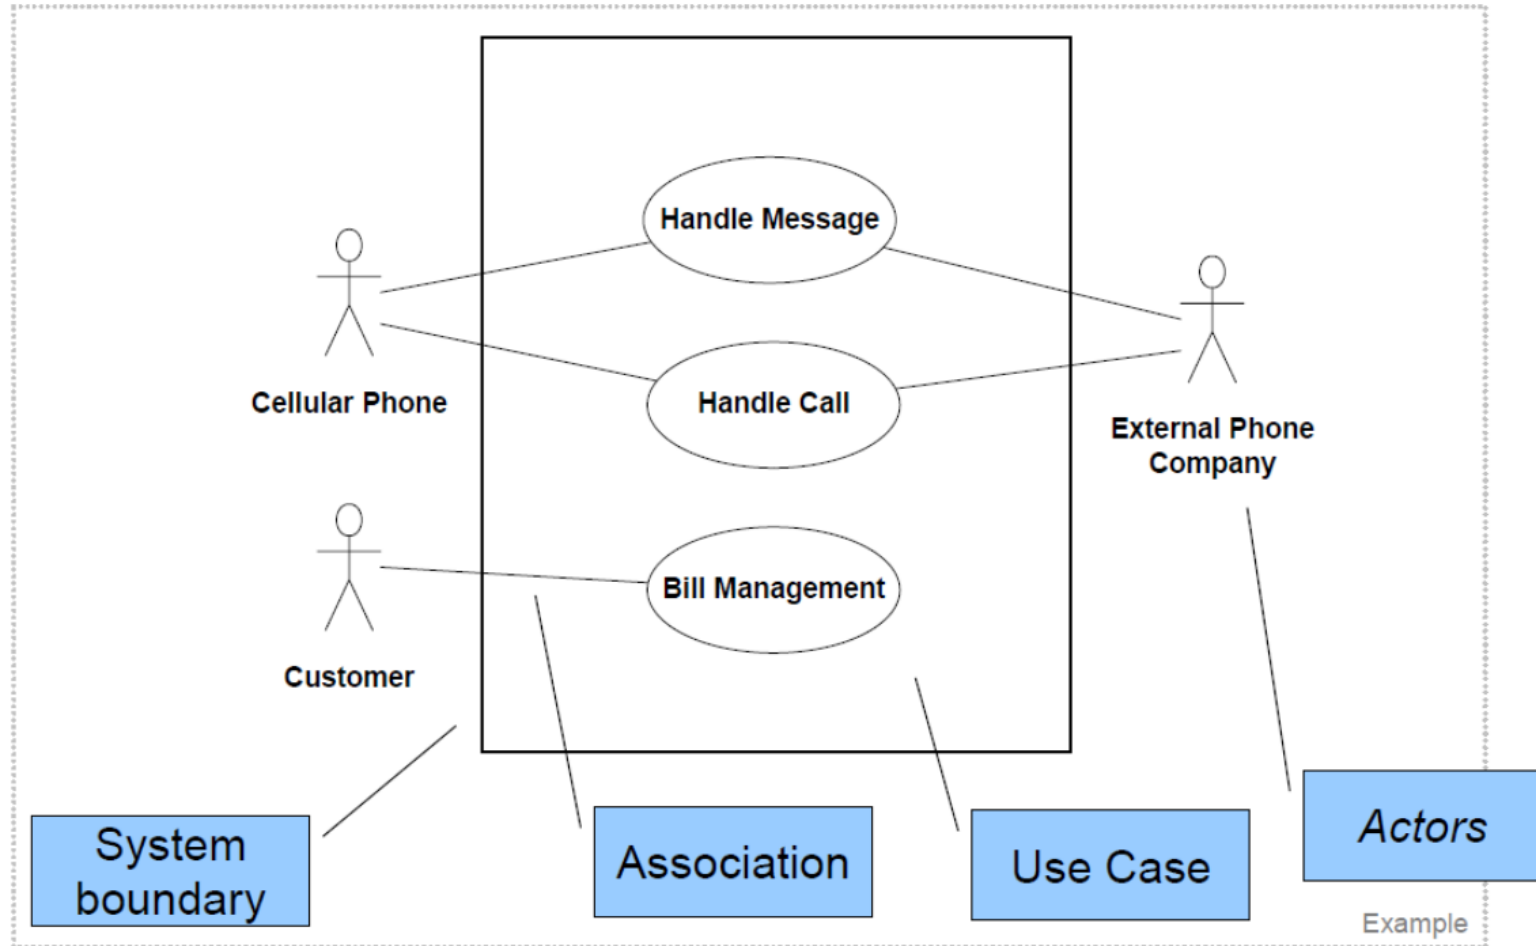 Handle Message
Cellular Phone
Handle Call
External Phone
Company
Bill Management
Customer
System
boundary
Association
Use Case
Actors
Example